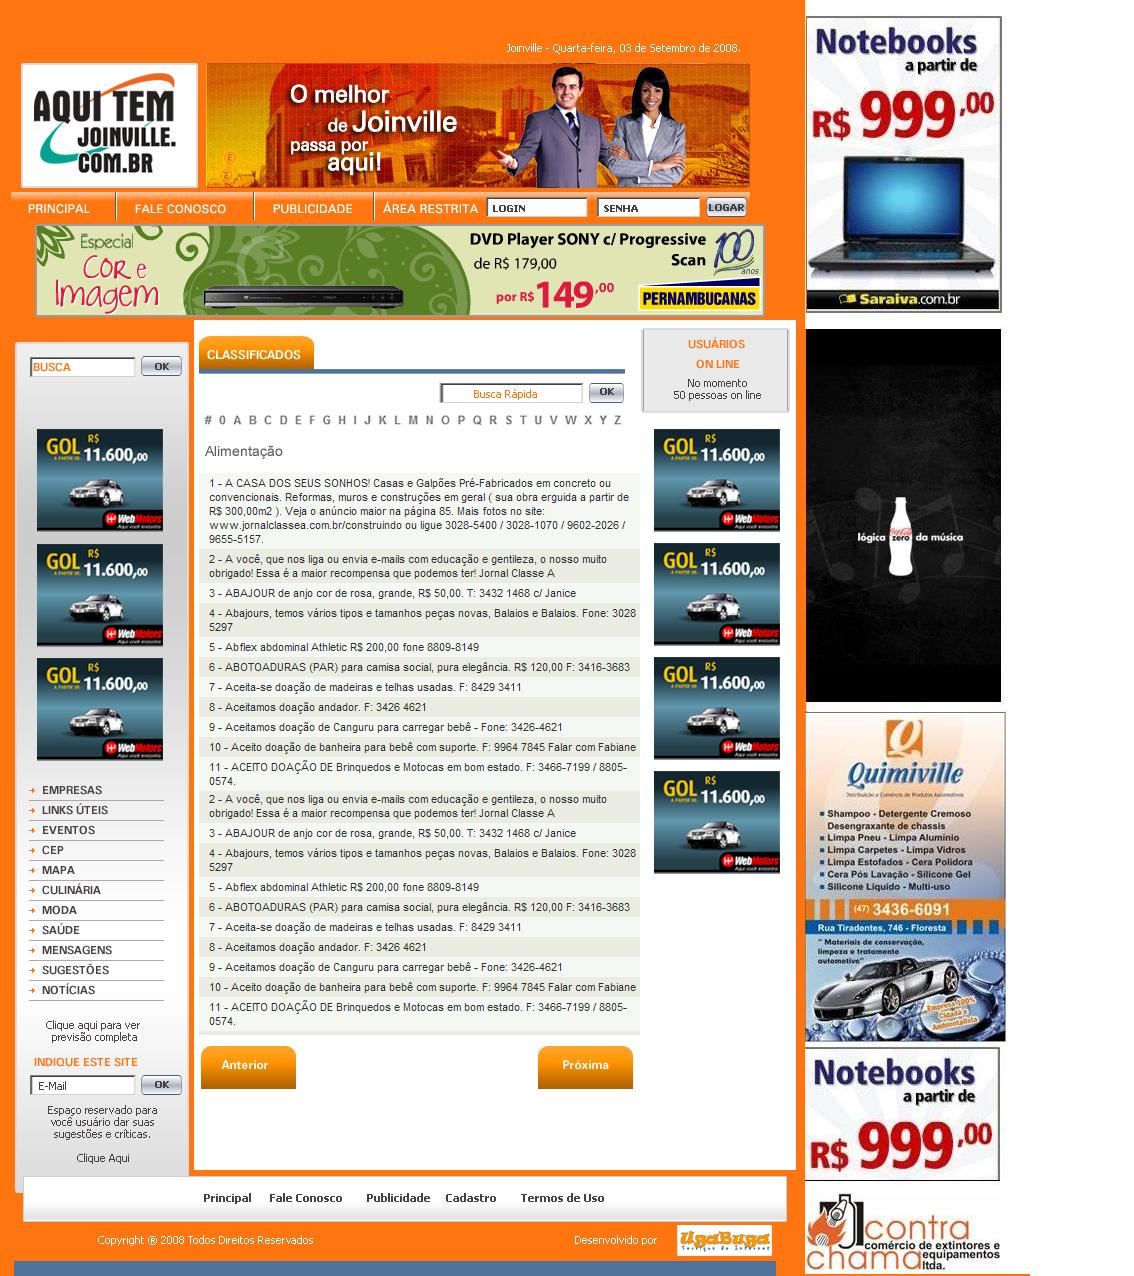 Joinville - Quarta-feira, 03 de Setembro de 2008.
AQUI TEM
JOINVILLE.
COM.BR
O melhor
de Joinville
passa por
aqui!
PRINCIPAL
FALE CONOSCO
PUBLICIDADE
ÁREA RESTRITA
LOGIN
SENHA
LOGAR
Especial
Cor e
Imagem
DVD Player SONY c/ Progressive
Scan
de R$ 179,00
por R$ 149,00
100
anos
PERNAMBUCANAS
BUSCA
OK
GOL R$
A PARTIR DE: 11.600,00
WebMotors
Aqui você encontra
GOL R$
A PARTIR DE: 11.600,00
WebMotors
Aqui você encontra
GOL R$
A PARTIR DE: 11.600,00
WebMotors
Aqui você encontra
EMPRESAS
LINKS ÚTEIS
EVENTOS
CEP
MAPA
CULINÁRIA
MODA
SAÚDE
MENSAGENS
SUGESTÕES
NOTÍCIAS
Clique aqui para ver
previsão completa
INDIQUE ESTE SITE
E-Mail
OK
Espaço reservado para
você usuário dar suas
sugestões e críticas.
Clique Aqui
CLASSIFICADOS
Busca Rápida
OK
# 0 A B C D E F G H I J K L M N O P Q R S T U V W X Y Z
Alimentação
1 - A CASA DOS SEUS SONHOS! Casas e Galpões Pré-Fabricados em concreto ou
convencionais. Reformas, muros e construções em geral ( sua obra erguida a partir de
R$ 300,00m2 ). Veja o anúncio maior na página 85. Mais fotos no site:
www.jornalclassea.com.br/construindo ou ligue 3028-5400 / 3028-1070 / 9602-2026 /
9655-5157.
2 - A você, que nos liga ou envia e-mails com educação e gentileza, o nosso muito
obrigado! Essa é a maior recompensa que podemos ter! Jornal Classe A
3 - ABAJOUR de anjo cor de rosa, grande, R$ 50,00. T: 3432 1468 c/ Janice
4 - Abajours, temos vários tipos e tamanhos peças novas, Balaios e Balaios. Fone: 3028
5297
5 - Abflex abdominal Athletic R$ 200,00 fone 8809-8149
6 - ABOTOADURAS (PAR) para camisa social, pura elegância. R$ 120,00 F: 3416-3683
7 - Aceita-se doação de madeiras e telhas usadas. F: 8429 3411
8 - Aceitamos doação andador. F: 3426 4621
9 - Aceitamos doação de Canguru para carregar bebê - Fone: 3426-4621
10 - Aceito doação de banheira para bebê com suporte. F: 9964 7845 Falar com Fabiane
11 - ACEITO DOAÇÃO DE Brinquedos e Motocas em bom estado. F: 3466-7199 / 8805-
0574.
2 - A você, que nos liga ou envia e-mails com educação e gentileza, o nosso muito
obrigado! Essa é a maior recompensa que podemos ter! Jornal Classe A
3 - ABAJOUR de anjo cor de rosa, grande, R$ 50,00. T: 3432 1468 c/ Janice
4 - Abajours, temos vários tipos e tamanhos peças novas, Balaios e Balaios. Fone: 3028
5297
5 - Abflex abdominal Athletic R$ 200,00 fone 8809-8149
6 - ABOTOADURAS (PAR) para camisa social, pura elegância. R$ 120,00 F: 3416-3683
7 - Aceita-se doação de madeiras e telhas usadas. F: 8429 3411
8 - Aceitamos doação andador. F: 3426 4621
9 - Aceitamos doação de Canguru para carregar bebê - Fone: 3426-4621
10 - Aceito doação de banheira para bebê com suporte. F: 9964 7845 Falar com Fabiane
11 - ACEITO DOAÇÃO DE Brinquedos e Motocas em bom estado. F: 3466-7199 / 8805-
0574.
Anterior
Próxima
USUÁRIOS
ON LINE
No momento
50 pessoas on line
GOL R$
A PARTIR DE: 11.600,00
WebMotors
Aqui você encontra
GOL R$
A PARTIR DE: 11.600,00
WebMotors
Aqui você encontra
GOL R$
A PARTIR DE: 11.600,00
WebMotors
Aqui você encontra
GOL R$
A PARTIR DE: 11.600,00
WebMotors
Aqui você encontra
Notebooks
a partir de
R$ 999,00
Saraiva.com.br
lógica Coca-Cola zero da música
Quimiville
Distribuição e Comércio de Produtos Automotivos
Shampoo - Detergente Cremoso
Desengraxante de chassis
Limpa Pneu - Limpa Alumínio
Limpa Carpetes - Limpa Vidros
Limpa Estofados - Cera Polidora
Cera Pós Lavação - Silicone Gel
Silicone Líquido - Multi-uso
(47) 3436-6091
Rua Tiradentes, 746 - Floresta
" Materiais de conservação,
limpeza e tratamento
automotivo"
Empresa 100%
Cidadã e
Ambientalista
Notebooks
a partir de
R$ 999,00
contra
chama
comércio de extintores e
equipamentos
ltda.
Principal
Fale Conosco
Publicidade
Cadastro
Termos de Uso
Copyright ® 2008 Todos Direitos Reservados
Desenvolvido por
UgaBuga
Serviços de Internet